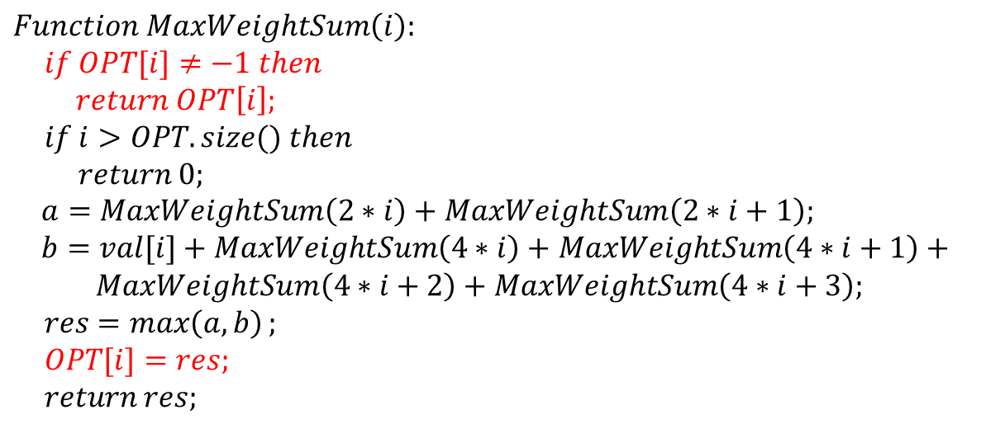 Function MaxWeightSum(i):
if OPT[i] ≠ −1 then
return OPT[i];
if i > OPT.size() then
return 0;
a = MaxWeightSum(2 * i) + MaxWeightSum(2 * i + 1);
b = val[i] + MaxWeightSum(4 * i) + MaxWeightSum(4 * i + 1) +
MaxWeightSum(4 * i + 2) + MaxWeightSum(4 * i + 3);
res = max(a, b) ;
OPT[i] = res;
return res;